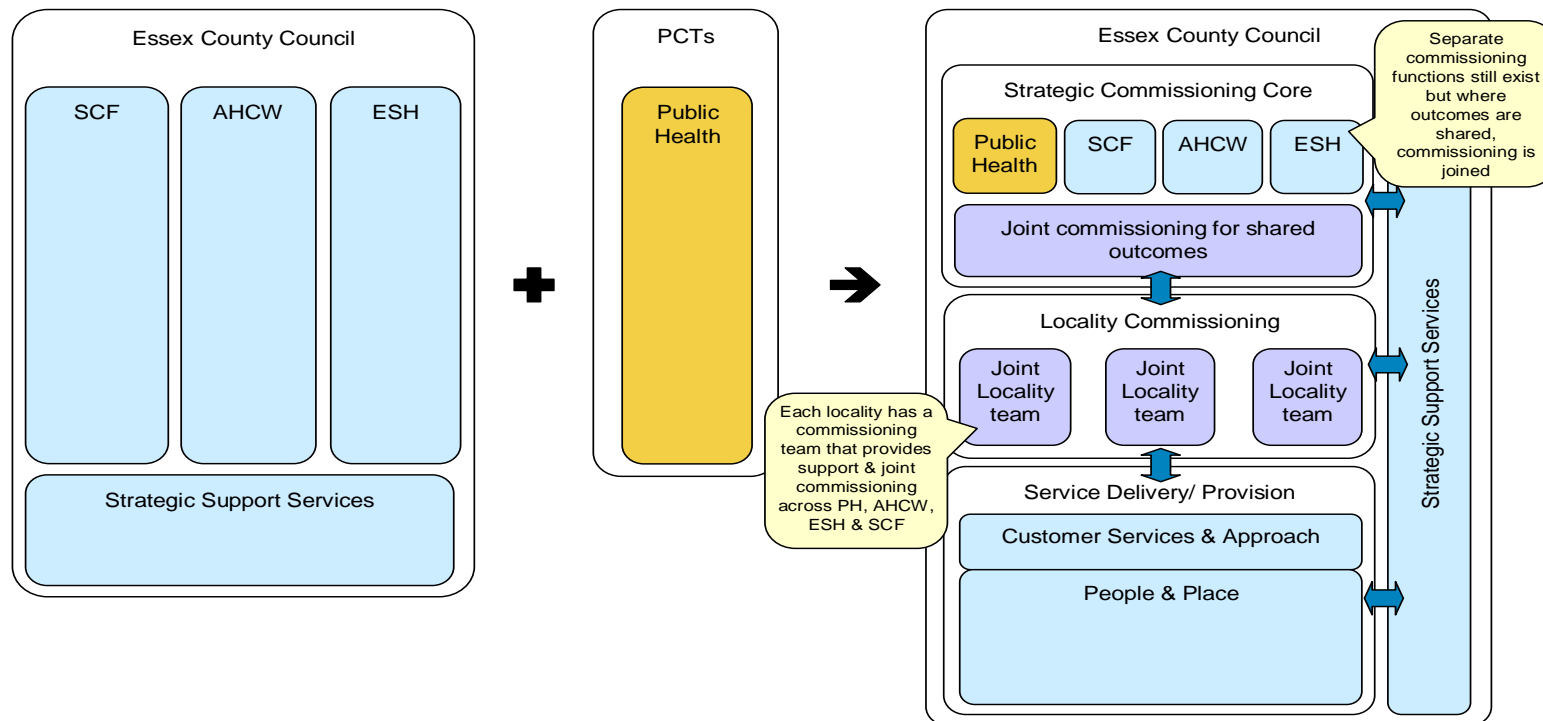 Essex County Council
SCF
AHCW
ESH
Strategic Support Services
PCTs
Public
Health
Essex County Council
Strategic Commissioning Core
Public
Health
SCF
AHCW
ESH
Separate
commissioning
functions still exist
but where
outcomes are
shared,
commissioning is
joined
Joint commissioning for shared
outcomes
Locality Commissioning
Joint
Locality
team
Joint
Locality
team
Joint
Locality
team
Each locality has a
commissioning
team that provides
support & joint
commissioning
across PH, AHCW,
ESH & SCF
Service Delivery/ Provision
Customer Services & Approach
People & Place
Strategic Support Services